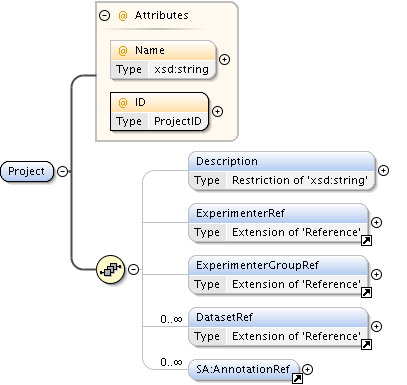 @ Attributes
@ Name
Type xsd:string
@ ID
Type ProjectID
Project
Description
Type Restriction of 'xsd:string'
ExperimenterRef
Type Extension of 'Reference'
ExperimenterGroupRef
Type Extension of 'Reference'
0..∞ DatasetRef
Type Extension of 'Reference'
0..∞ SA:AnnotationRef